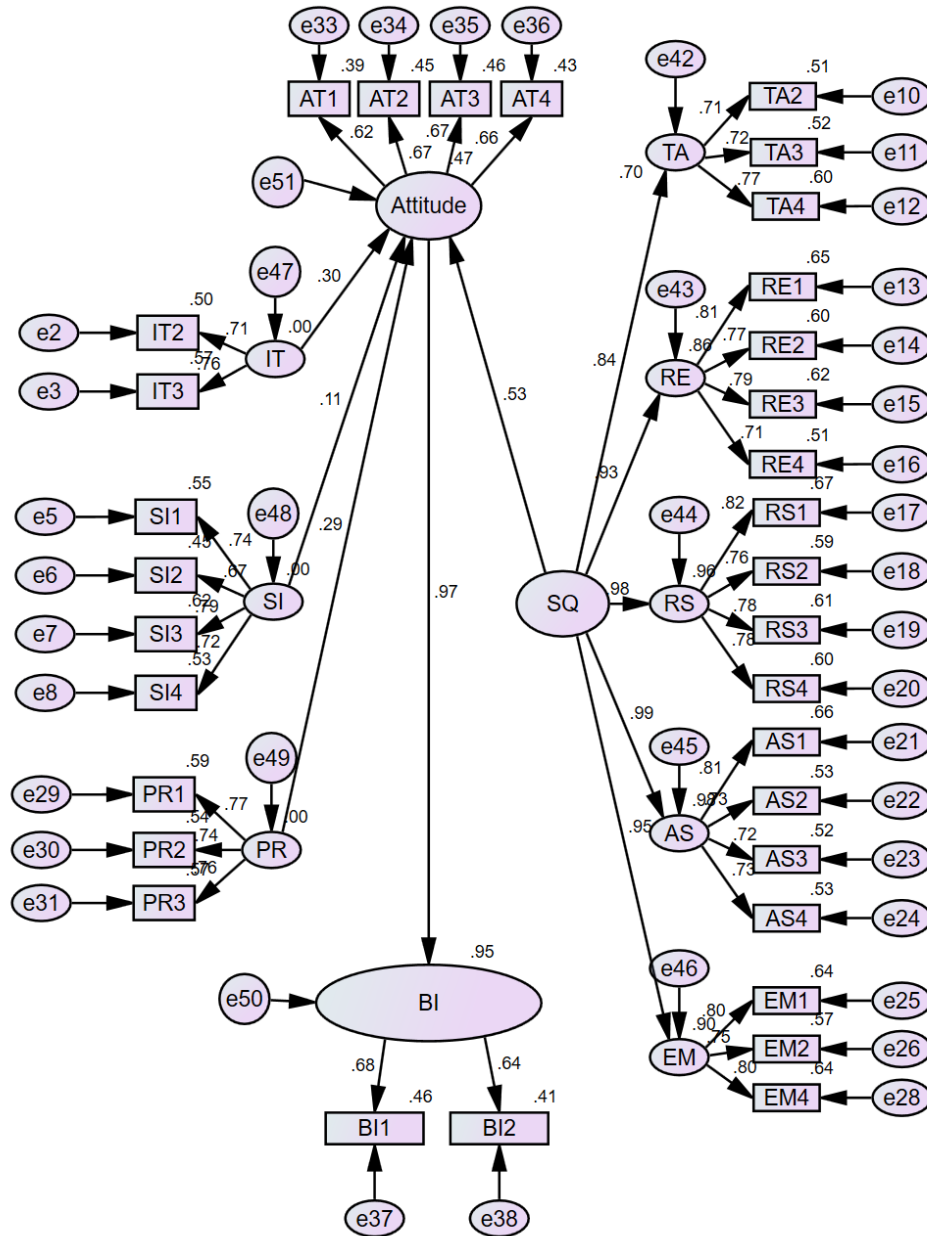 e33 e34 e35 e36
.39 .45 .46 .43
AT1 AT2 AT3 AT4
.62 .67 .67 .66
.47
e51
Attitude
e42
.51
TA2 e10
.71
.52
.72
TA TA3 e11
.70
.77
.60
TA4 e12
e47
.30
.50
e2 IT2
.71
.00
IT
.57
.76
e3 IT3
.65
e43 RE1 e13
.81
.60
.77
.86 RE2 e14
RE
.84
.79
.62
RE3 e15
.71
.51
RE4 e16
.11
.53
.93
.55
e5 SI1
.74
e48
.45
.67
.00
e6 SI2
SI
.62
.79
e7 SI3
.72
.53
e8 SI4
.29
.97
.67
e44 .82 RS1 e17
.59
.76
.96 RS2 e18
SQ .98 RS
.78
.61
RS3 e19
.78
.60
RS4 e20
.99
.66
e45 AS1 e21
.81
.53
.98 .73 AS2 e22
.95 AS
.72
.52
AS3 e23
.73
.53
AS4 e24
.59
e49
e29 PR1
.77
.54
.00
.74
e30 PR2 PR
.57
.76
e31 PR3
.95
e50 BI
e46
.64
.80
EM1 e25
.90
.57
.75
EM EM2 e26
.80
.64
EM4 e28
.68 .64
.46 .41
BI1 BI2
e37 e38